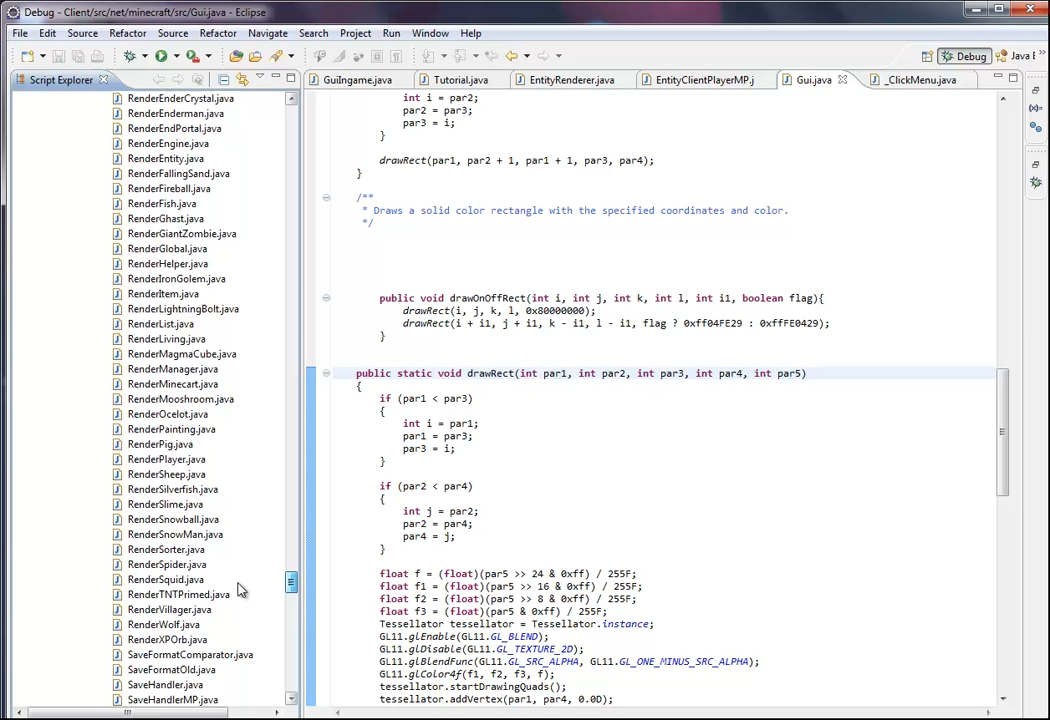 Debug - Client/src/net/minecraft/src/Gui.java - Eclipse
File Edit Source Refactor Source Refactor Navigate Search Project Run Window Help
Debug Java E
Script Explorer
GuiIngame.java Tutorial.java EntityRenderer.java EntityClientPlayerMP.j Gui.java _ClickMenu.java
RenderEnderCrystal.java
RenderEnderman.java
RenderEndPortal.java
RenderEngine.java
RenderEntity.java
RenderFallingSand.java
RenderFireball.java
RenderFish.java
RenderGhast.java
RenderGiantZombie.java
RenderGlobal.java
RenderHelper.java
RenderIronGolem.java
RenderItem.java
RenderLightningBolt.java
RenderList.java
RenderLiving.java
RenderMagmaCube.java
RenderManager.java
RenderMinecart.java
RenderMooshroom.java
RenderOcelot.java
RenderPainting.java
RenderPig.java
RenderPlayer.java
RenderSheep.java
RenderSilverfish.java
RenderSlime.java
RenderSnowball.java
RenderSnowMan.java
RenderSorter.java
RenderSpider.java
RenderSquid.java
RenderTNTPrimed.java
RenderVillager.java
RenderWolf.java
RenderXPOrb.java
SaveFormatComparator.java
SaveFormatOld.java
SaveHandler.java
SaveHandlerMP.java
int i = par2;
par2 = par3;
par3 = i;
}
drawRect(par1, par2 + 1, par1 + 1, par3, par4);
}
/**
* Draws a solid color rectangle with the specified coordinates and color.
*/
public void drawOnOffRect(int i, int j, int k, int l, int i1, boolean flag){
drawRect(i, j, k, l, 0x80000000);
drawRect(i + i1, j + i1, k - i1, l - i1, flag ? 0xff04FE29 : 0xffFE0429);
}
public static void drawRect(int par1, int par2, int par3, int par4, int par5)
{
if (par1 < par3)
{
int i = par1;
par1 = par3;
par3 = i;
}
if (par2 < par4)
{
int j = par2;
par2 = par4;
par4 = j;
}
float f = (float)(par5 >> 24 & 0xff) / 255F;
float f1 = (float)(par5 >> 16 & 0xff) / 255F;
float f2 = (float)(par5 >> 8 & 0xff) / 255F;
float f3 = (float)(par5 & 0xff) / 255F;
Tessellator tessellator = Tessellator.instance;
GL11.glEnable(GL11.GL_BLEND);
GL11.glDisable(GL11.GL_TEXTURE_2D);
GL11.glBlendFunc(GL11.GL_SRC_ALPHA, GL11.GL_ONE_MINUS_SRC_ALPHA);
GL11.glColor4f(f1, f2, f3, f);
tessellator.startDrawingQuads();
tessellator.addVertex(par1, par4, 0.0D);